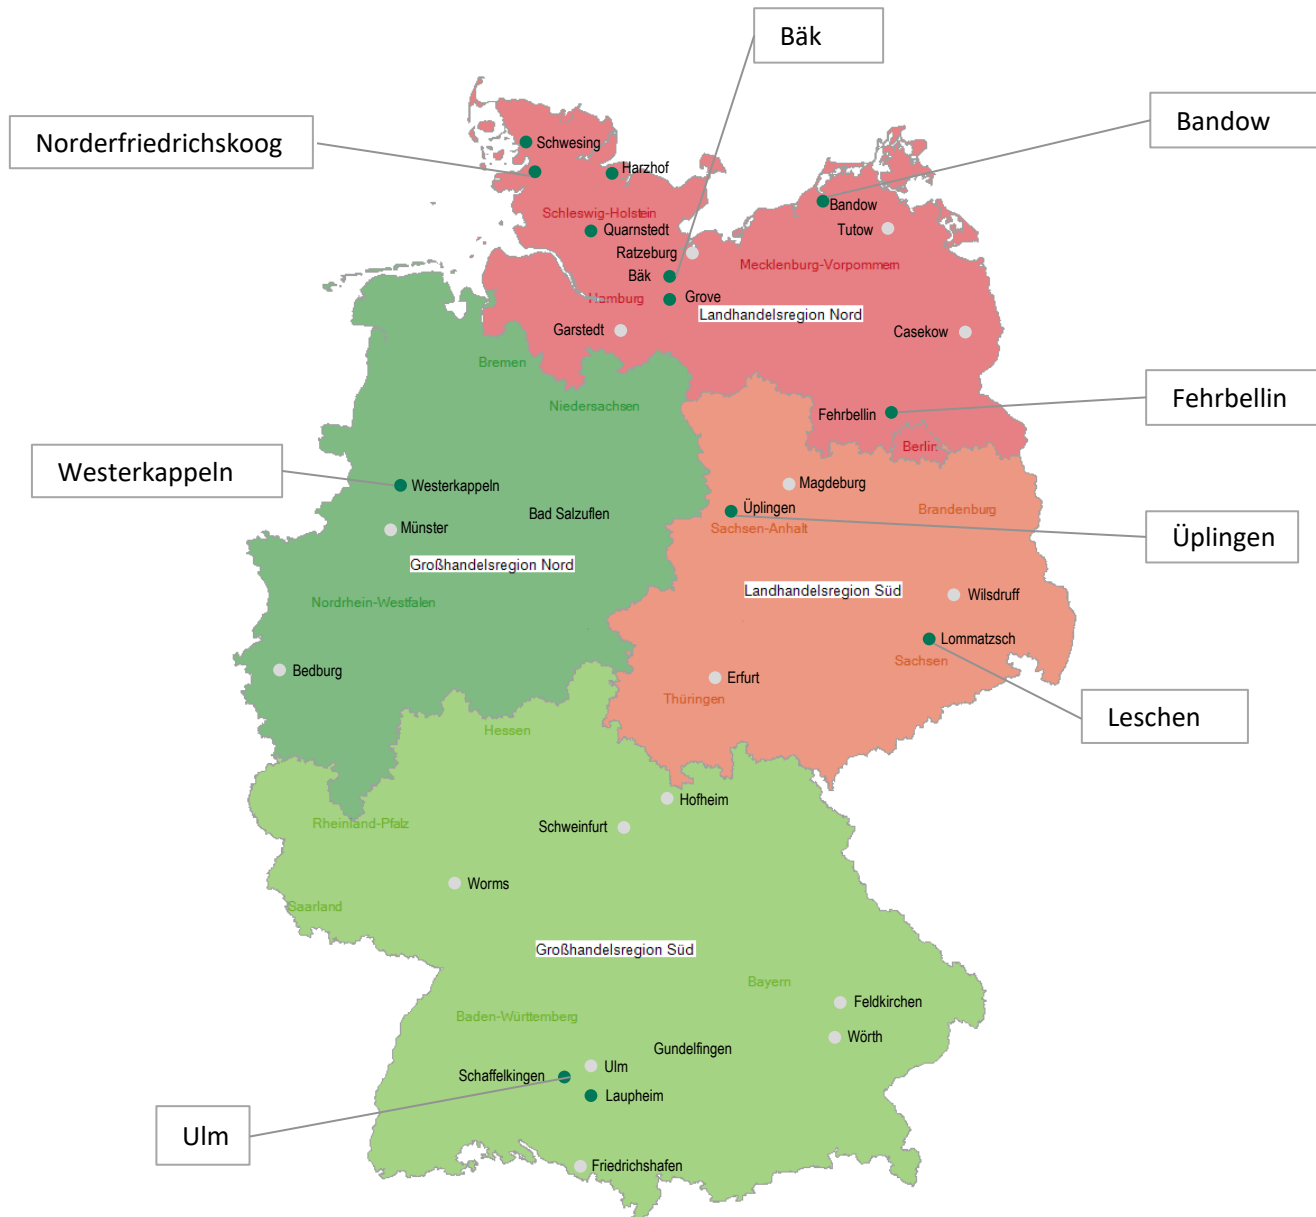 Bäk
Bandow
Norderfriedrichskoog
Schwesing
Harzhof
Bandow
Schleswig-Holstein
Quarnstedt
Tutow
Ratzeburg
Mecklenburg-Vorpommern
Bäk
Hamburg
Grove
Landhandelsregion Nord
Garstedt
Casekow
Bremen
Niedersachsen
Fehrbellin
Fehrbellin
Berlin
Westerkappeln
Westerkappeln
Magdeburg
Bad Salzuflen
Üplingen
Brandenburg
Münster
Sachsen-Anhalt
Üplingen
Großhandelsregion Nord
Landhandelsregion Süd
Wilsdruff
Nordrhein-Westfalen
Lommatzsch
Sachsen
Bedburg
Erfurt
Thüringen
Leschen
Hessen
Hofheim
Rheinland-Pfalz
Schweinfurt
Worms
Saarland
Großhandelsregion Süd
Bayern
Feldkirchen
Baden-Württemberg
Wörth
Gundelfingen
Ulm
Schaffelkingen
Laupheim
Ulm
Friedrichshafen